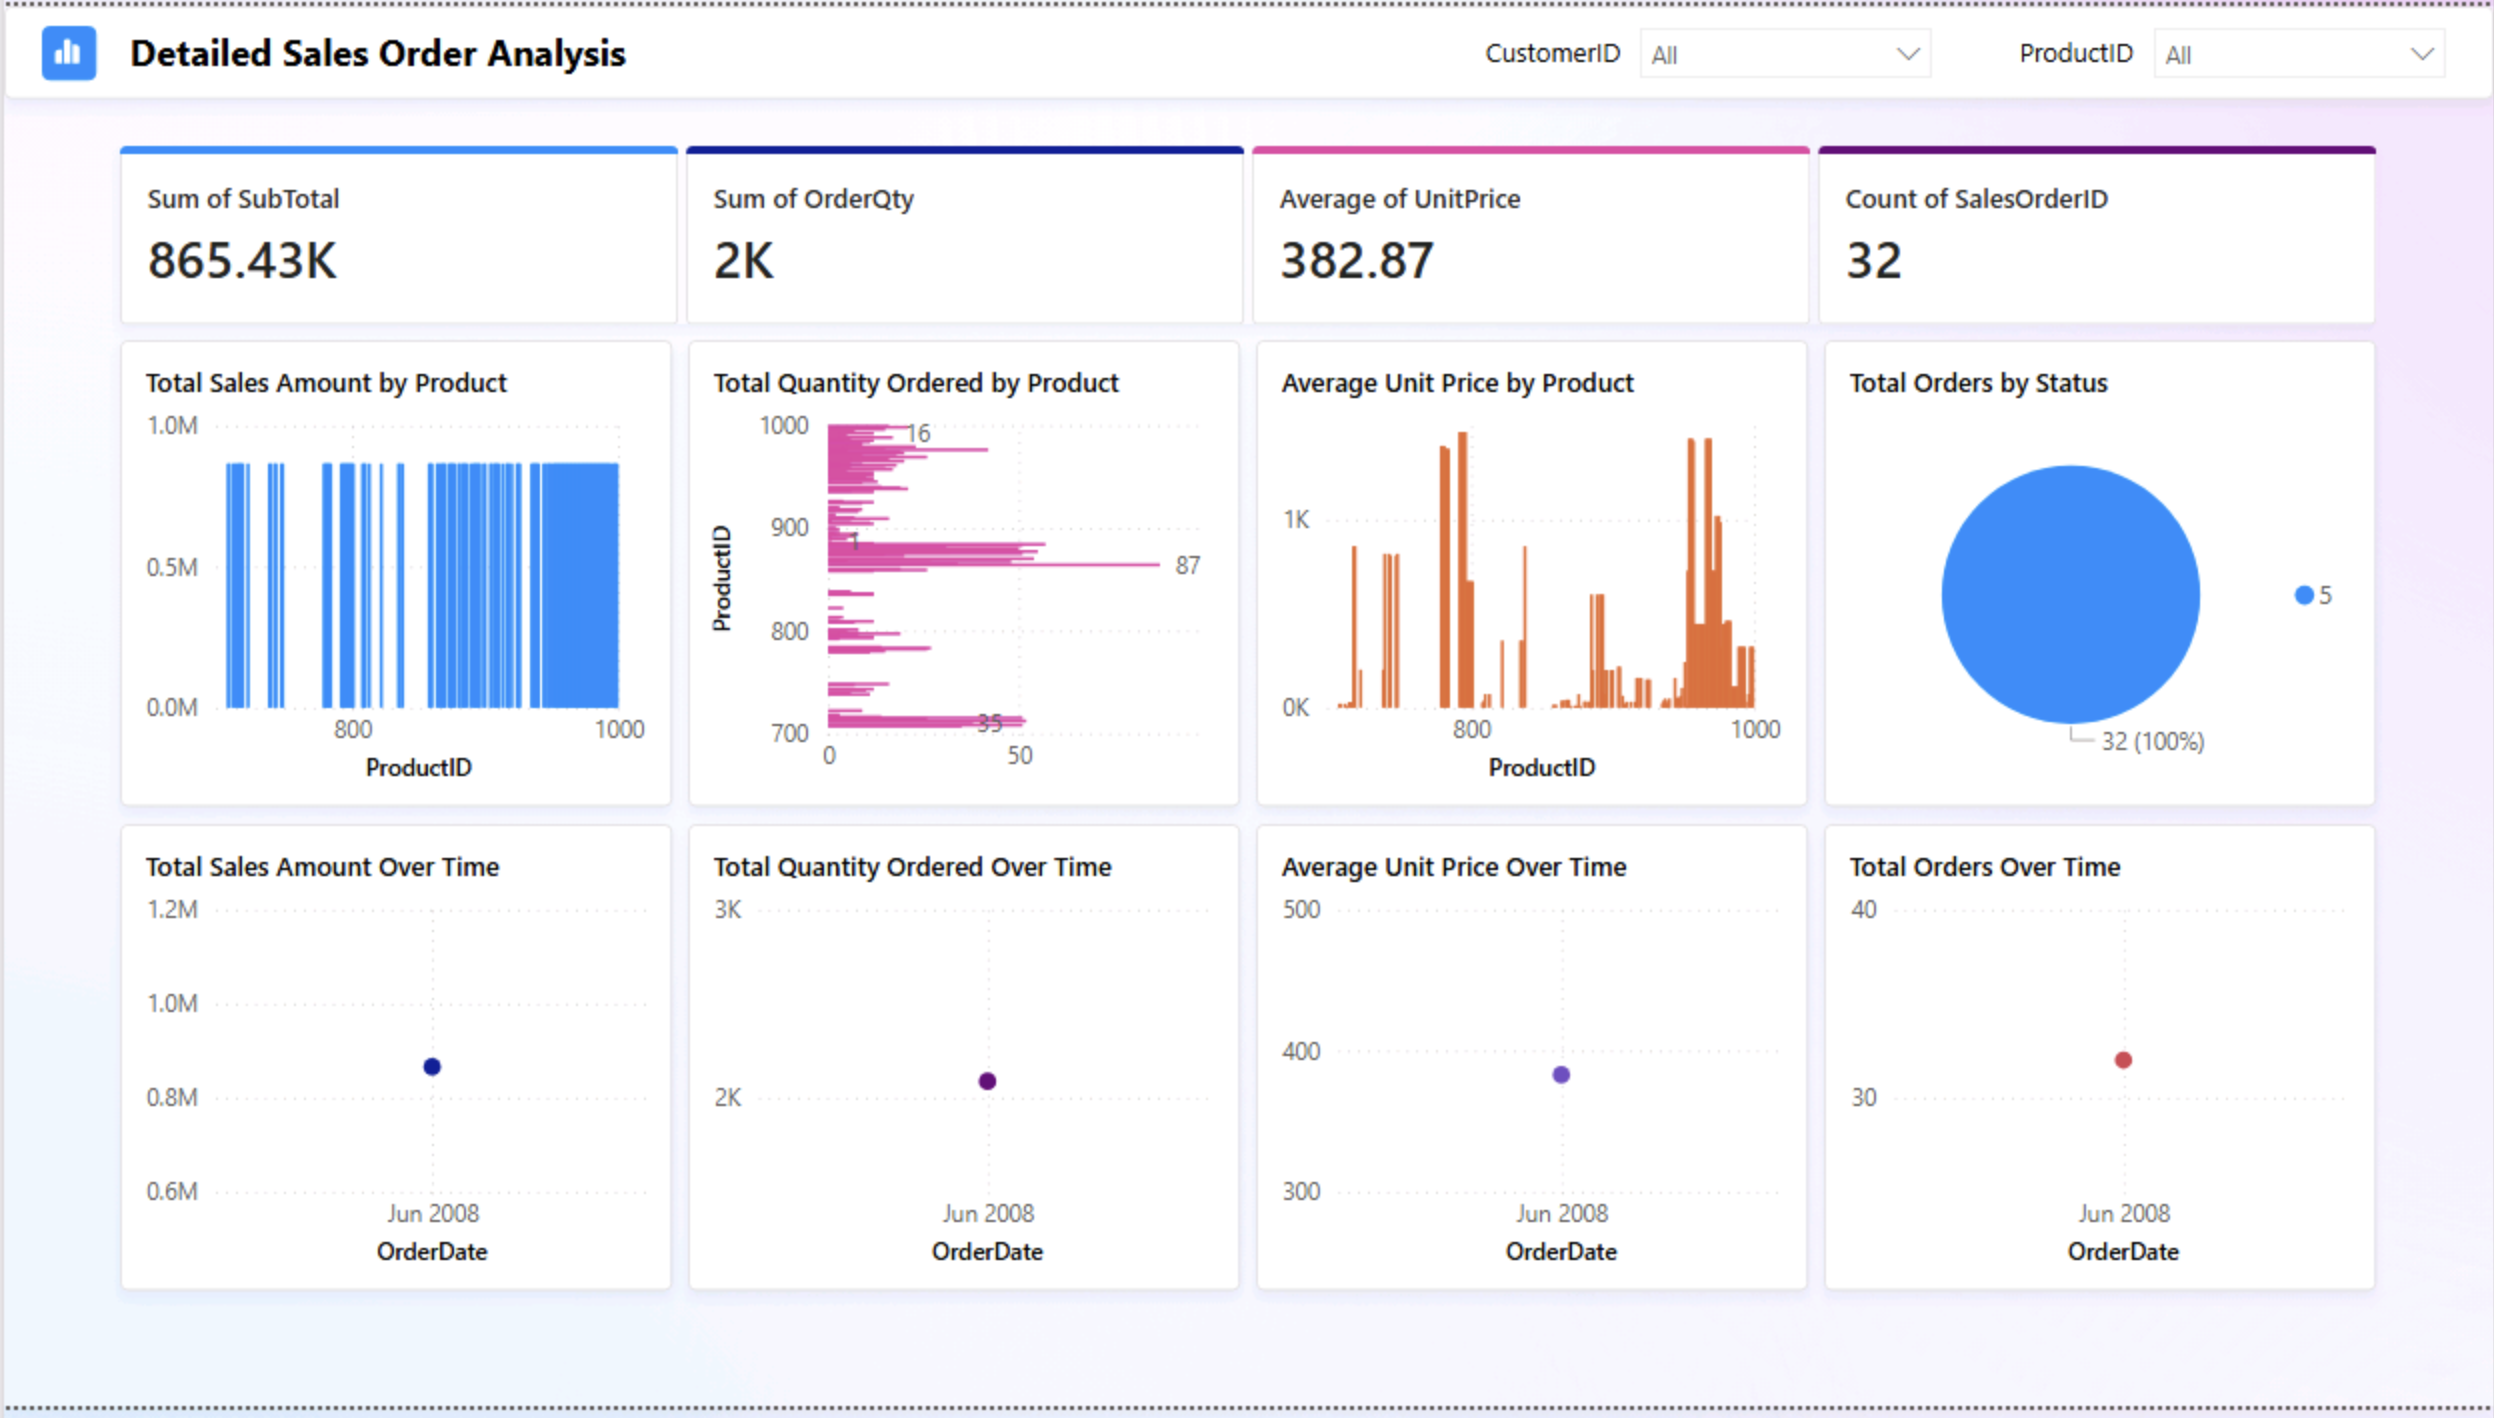 Detailed Sales Order Analysis
CustomerID
All
ProductID
All
Sum of SubTotal
865.43K
Sum of OrderQty
2K
Average of UnitPrice
382.87
Count of SalesOrderID
32
Total Sales Amount by Product
1.0M
0.5M
0.0M
800
1000
ProductID
Total Quantity Ordered by Product
1000
900
800
700
ProductID
16
1
87
35
0
50
Average Unit Price by Product
1K
0K
800
1000
ProductID
Total Orders by Status
5
32 (100%)
Total Sales Amount Over Time
1.2M
1.0M
0.8M
0.6M
Jun 2008
OrderDate
Total Quantity Ordered Over Time
3K
2K
Jun 2008
OrderDate
Average Unit Price Over Time
500
400
300
Jun 2008
OrderDate
Total Orders Over Time
40
30
Jun 2008
OrderDate